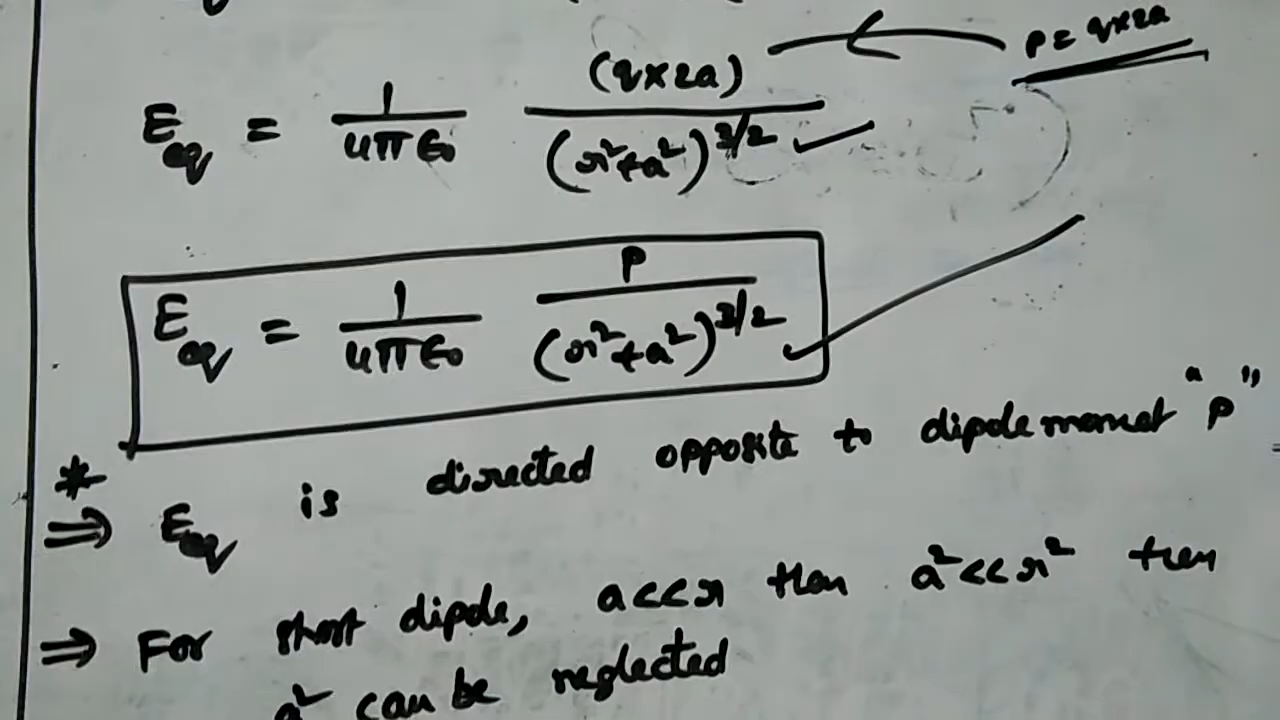 E_eq = 1/4πε₀ (q×2a)/(r²+a²)^3/2 ✓ ← p = q×2a
E_eq = 1/4πε₀ p/(r²+a²)^3/2
* ⇒ E_eq is directed opposite to dipole moment "p"
⇒ For short dipole, a<<r then a²<<r² then
a² can be neglected